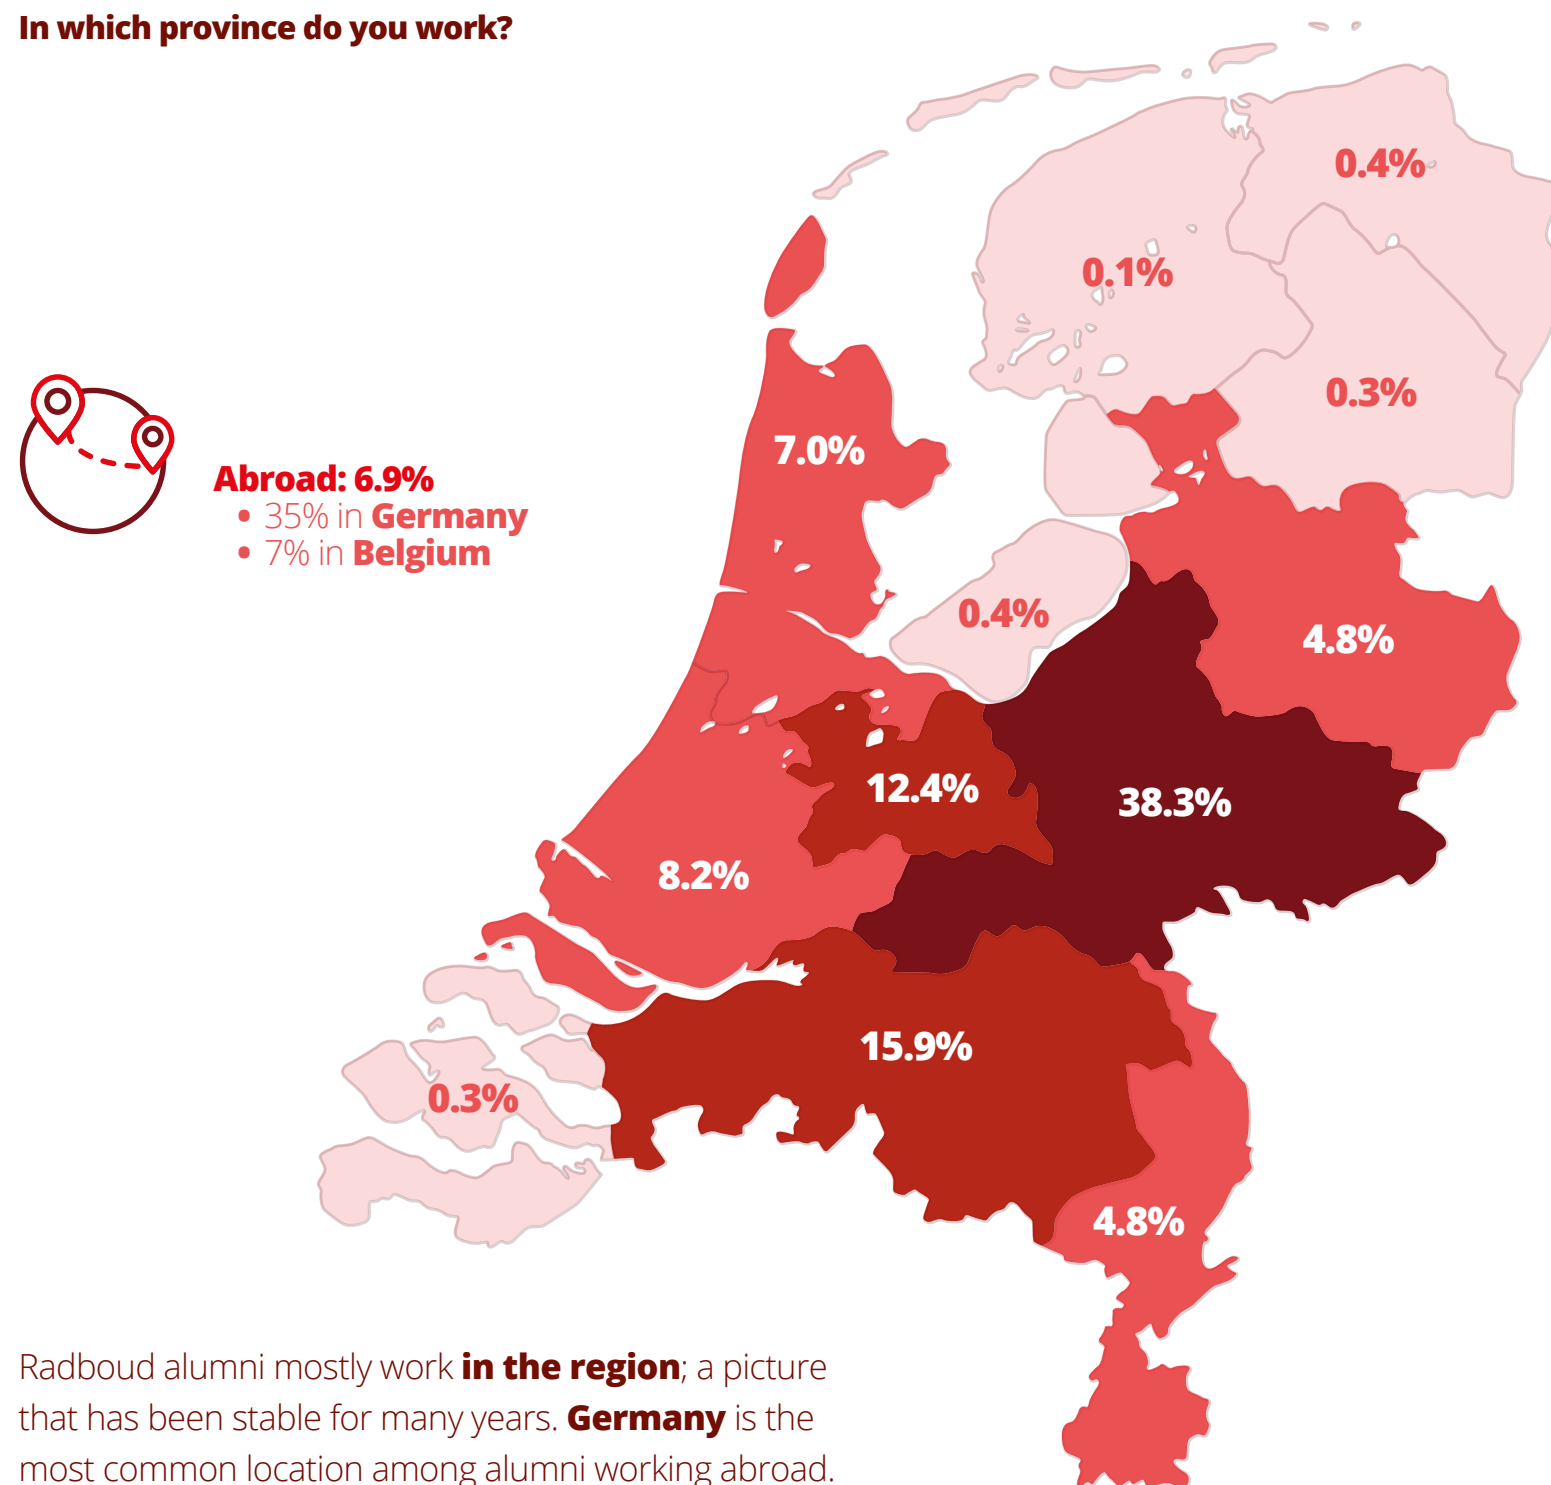 In which province do you work?
0.4%
0.1%
0.3%
7.0%
Abroad: 6.9%
• 35% in Germany
• 7% in Belgium
0.4%
4.8%
12.4%
38.3%
8.2%
15.9%
0.3%
4.8%
Radboud alumni mostly work in the region; a picture
that has been stable for many years. Germany is the
most common location among alumni working abroad.